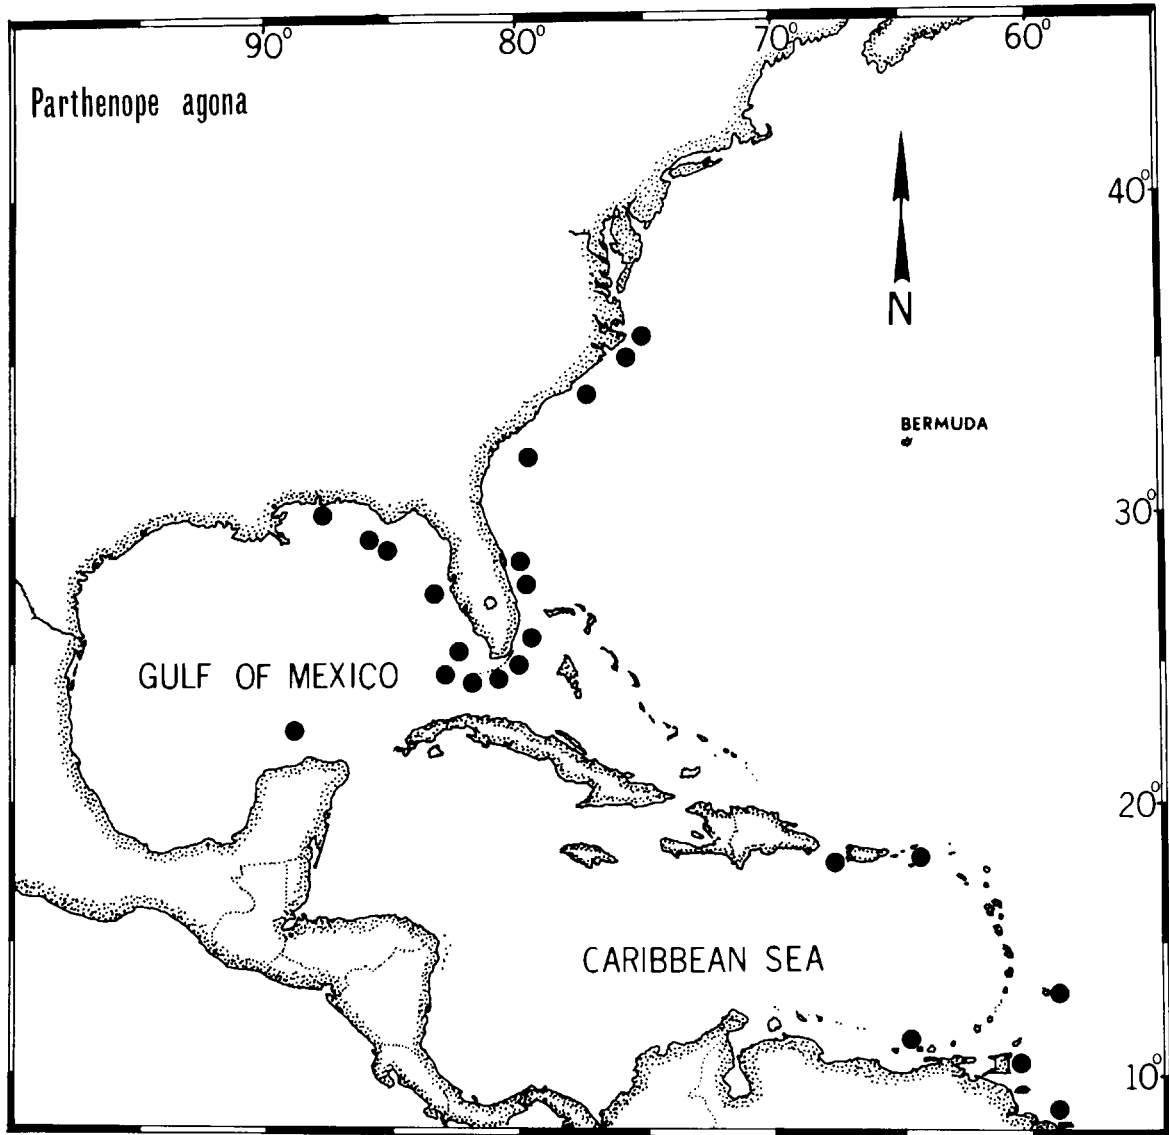 90° 80° 70° 60°
Parthenope agona
40°
N
BERMUDA
30°
GULF OF MEXICO
20°
CARIBBEAN SEA
10°